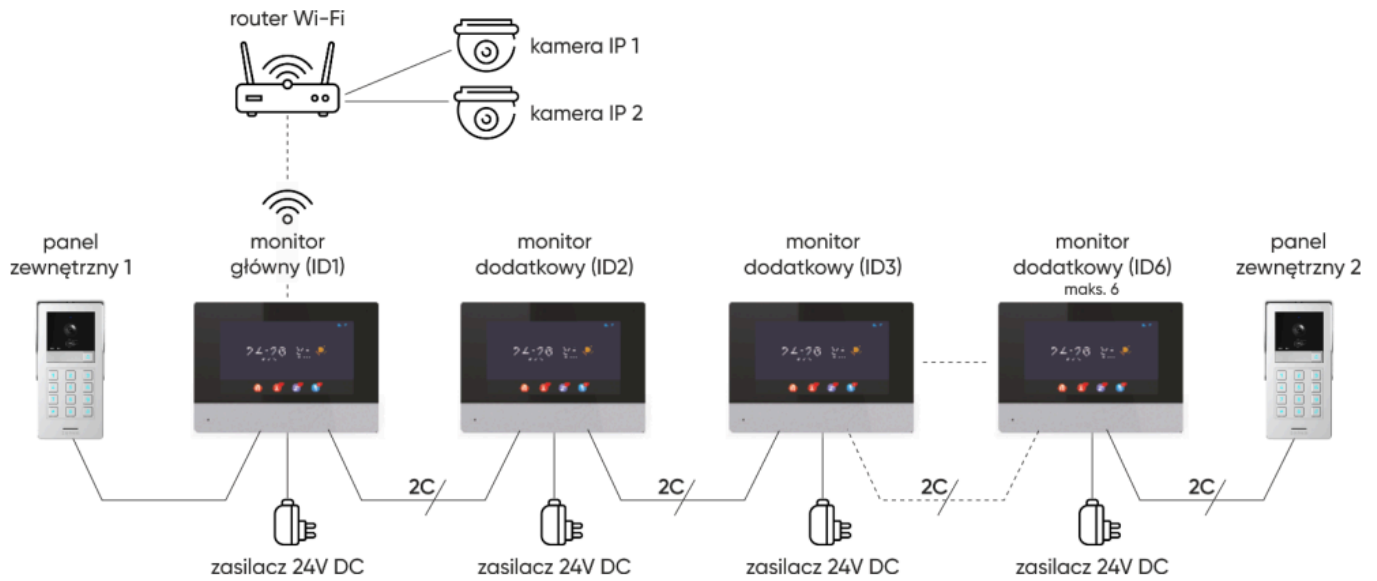 router Wi-Fi
kamera IP 1
kamera IP 2
panel
zewnętrzny 1
monitor
główny (ID1)
monitor
dodatkowy (ID2)
monitor
dodatkowy (ID3)
monitor
dodatkowy (ID6)
maks. 6
panel
zewnętrzny 2
2C
2C
2C
2C
zasilacz 24V DC
zasilacz 24V DC
zasilacz 24V DC
zasilacz 24V DC